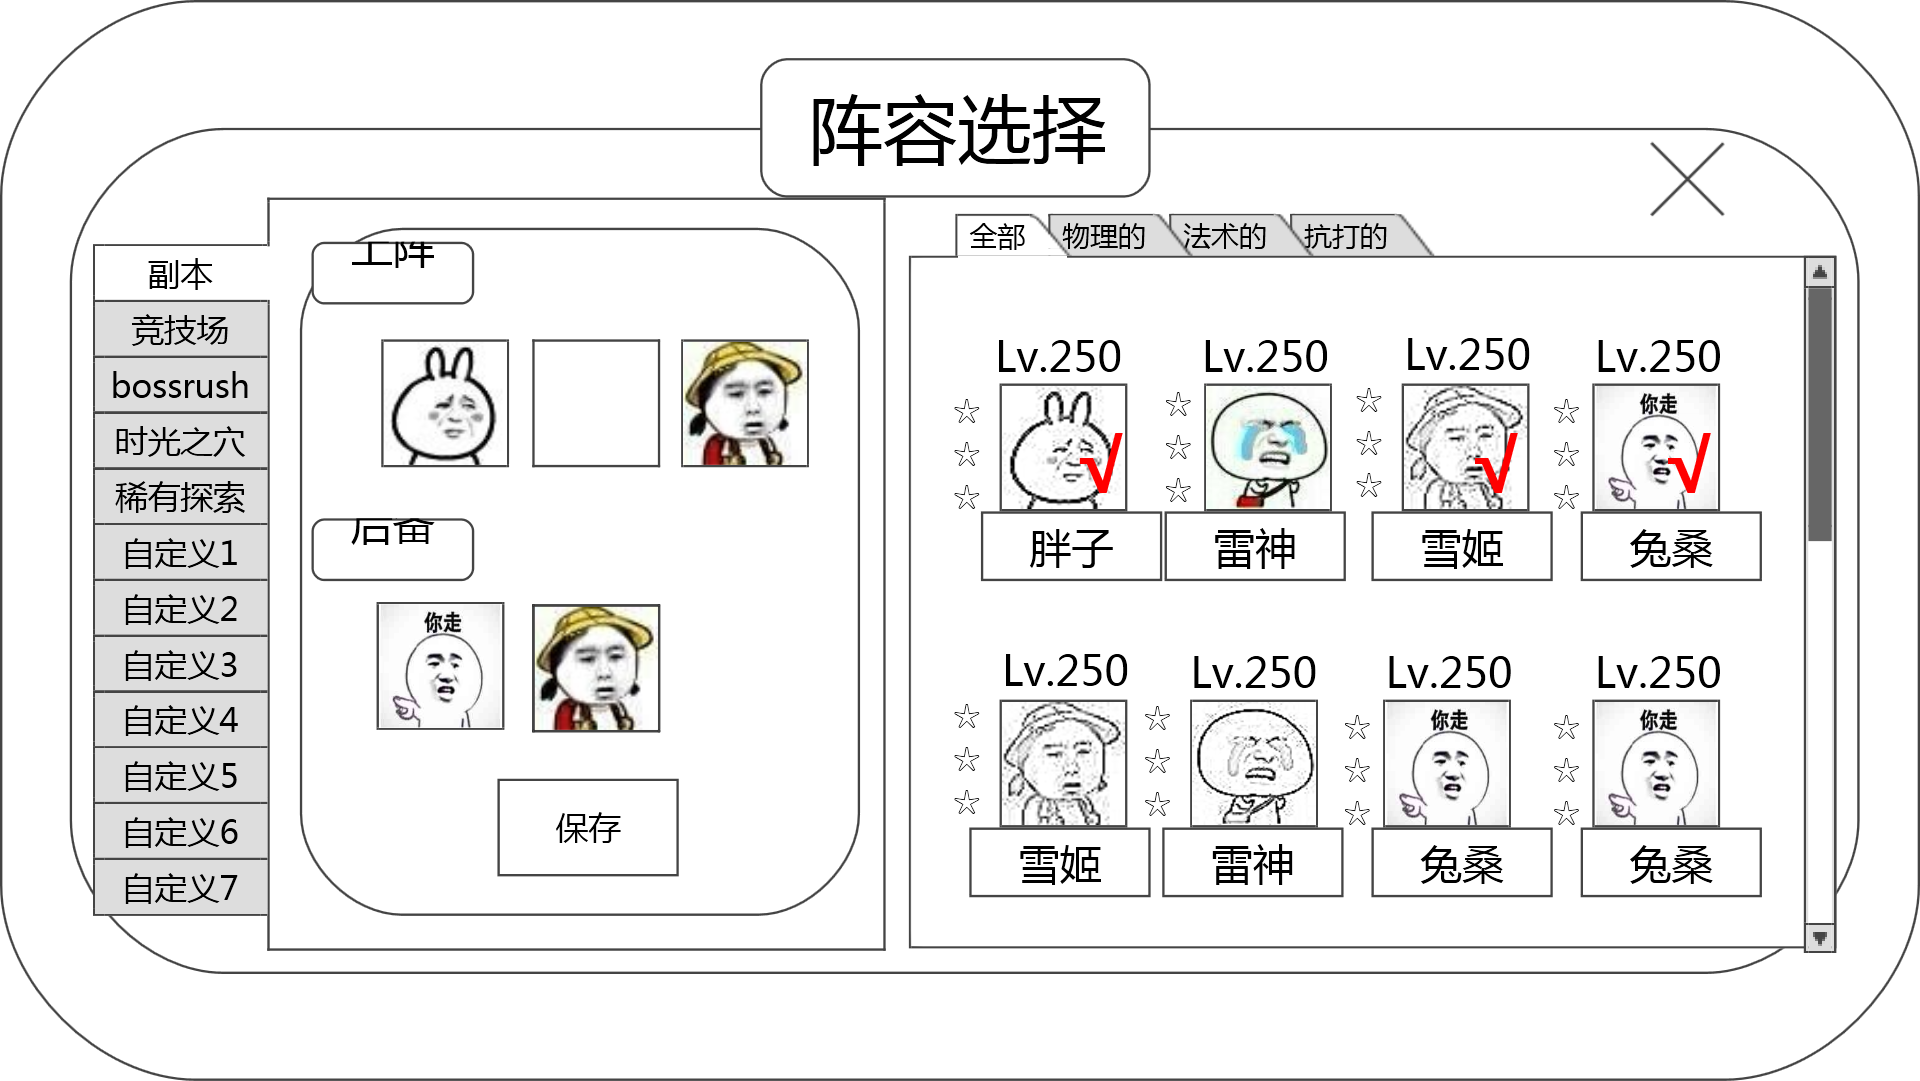 阵容选择
副本
竞技场
bossrush
时光之穴
稀有探索
自定义1
自定义2
自定义3
自定义4
自定义5
自定义6
自定义7
上阵
后备
你走
保存
全部 物理的 法术的 抗打的
Lv.250 Lv.250 Lv.250 Lv.250
你走
√ √ √
胖子 雷神 雪姬 兔桑
Lv.250 Lv.250 Lv.250 Lv.250
你走 你走
雪姬 雷神 兔桑 兔桑